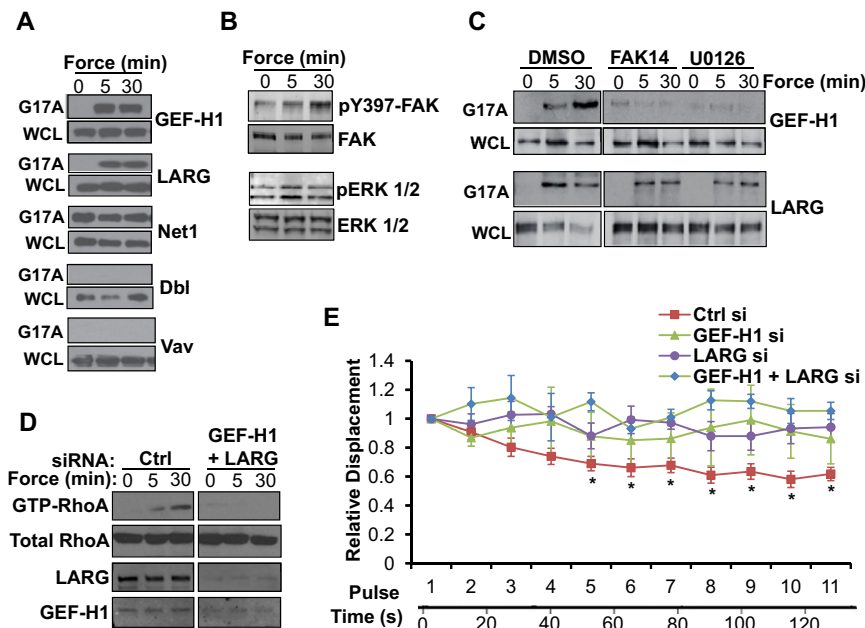 A
Force (min)
0 5 30
G17A
WCL
GEF-H1
G17A
WCL
LARG
G17A
WCL
Net1
G17A
WCL
Dbl
G17A
WCL
Vav
B
Force (min)
0 5 30
pY397-FAK
FAK
pERK 1/2
ERK 1/2
C
DMSO FAK14 U0126
0 5 30 0 5 30 0 5 30 Force (min)
G17A
WCL
GEF-H1
G17A
WCL
LARG
D
siRNA: Ctrl GEF-H1 + LARG
Force (min): 0 5 30 0 5 30
GTP-RhoA
Total RhoA
LARG
GEF-H1
E
Ctrl si
GEF-H1 si
LARG si
GEF-H1 + LARG si
Relative Displacement
1.4
1.2
1.0
0.8
0.6
0.4
0.2
0
* * * * * * *
Pulse 1 2 3 4 5 6 7 8 9 10 11
Time (s) 0 20 40 60 80 100 120